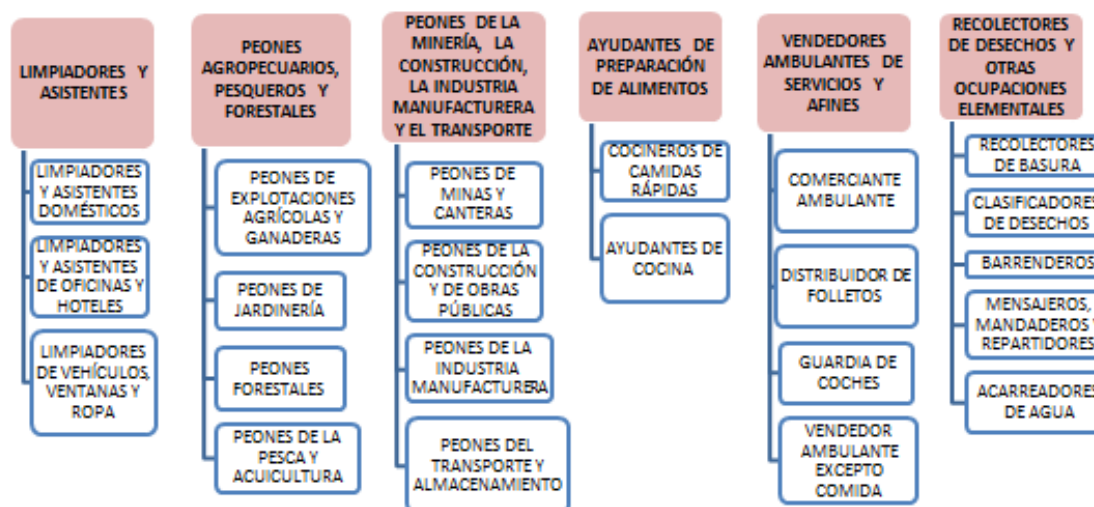 LIMPIADORES Y
ASISTENTES
LIMPIADORES
Y ASISTENTES
DOMÉSTICOS
LIMPIADORES
Y ASISTENTES
DE OFICINAS Y
HOTELES
LIMPIADORES
DE VEHÍCULOS,
VENTANAS Y
ROPA
PEONES
AGROPECUARIOS,
PESQUEROS Y
FORESTALES
PEONES DE
EXPLOTACIONES
AGRÍCOLAS Y
GANADERAS
PEONES DE
JARDINERÍA
PEONES
FORESTALES
PEONES DE LA
PESCA Y
ACUICULTURA
PEONES DE LA
MINERÍA, LA
CONSTRUCCIÓN,
LA INDUSTRIA
MANUFACTURERA
Y EL TRANSPORTE
PEONES DE
MINAS Y
CANTERAS
PEONES DE LA
CONSTRUCCIÓN
Y DE OBRAS
PÚBLICAS
PEONES DE LA
INDUSTRIA
MANUFACTURERA
PEONES DEL
TRANSPORTE Y
ALMACENAMIENTO
AYUDANTES DE
PREPARACIÓN
DE ALIMENTOS
COCINEROS DE
CAMIDAS
RÁPIDAS
AYUDANTES DE
COCINA
VENDEDORES
AMBULANTES DE
SERVICIOS Y
AFINES
COMERCIANTE
AMBULANTE
DISTRIBUIDOR DE
FOLLETOS
GUARDIA DE
COCHES
VENDEDOR
AMBULANTE
EXCEPTO
COMIDA
RECOLECTORES
DE DESECHOS Y
OTRAS
OCUPACIONES
ELEMENTALES
RECOLECTORES
DE BASURA
CLASIFICADORES
DE DESECHOS
BARRENDEROS
MENSAJEROS,
MANDADEROS Y
REPARTIDORES
ACARREADORES
DE AGUA